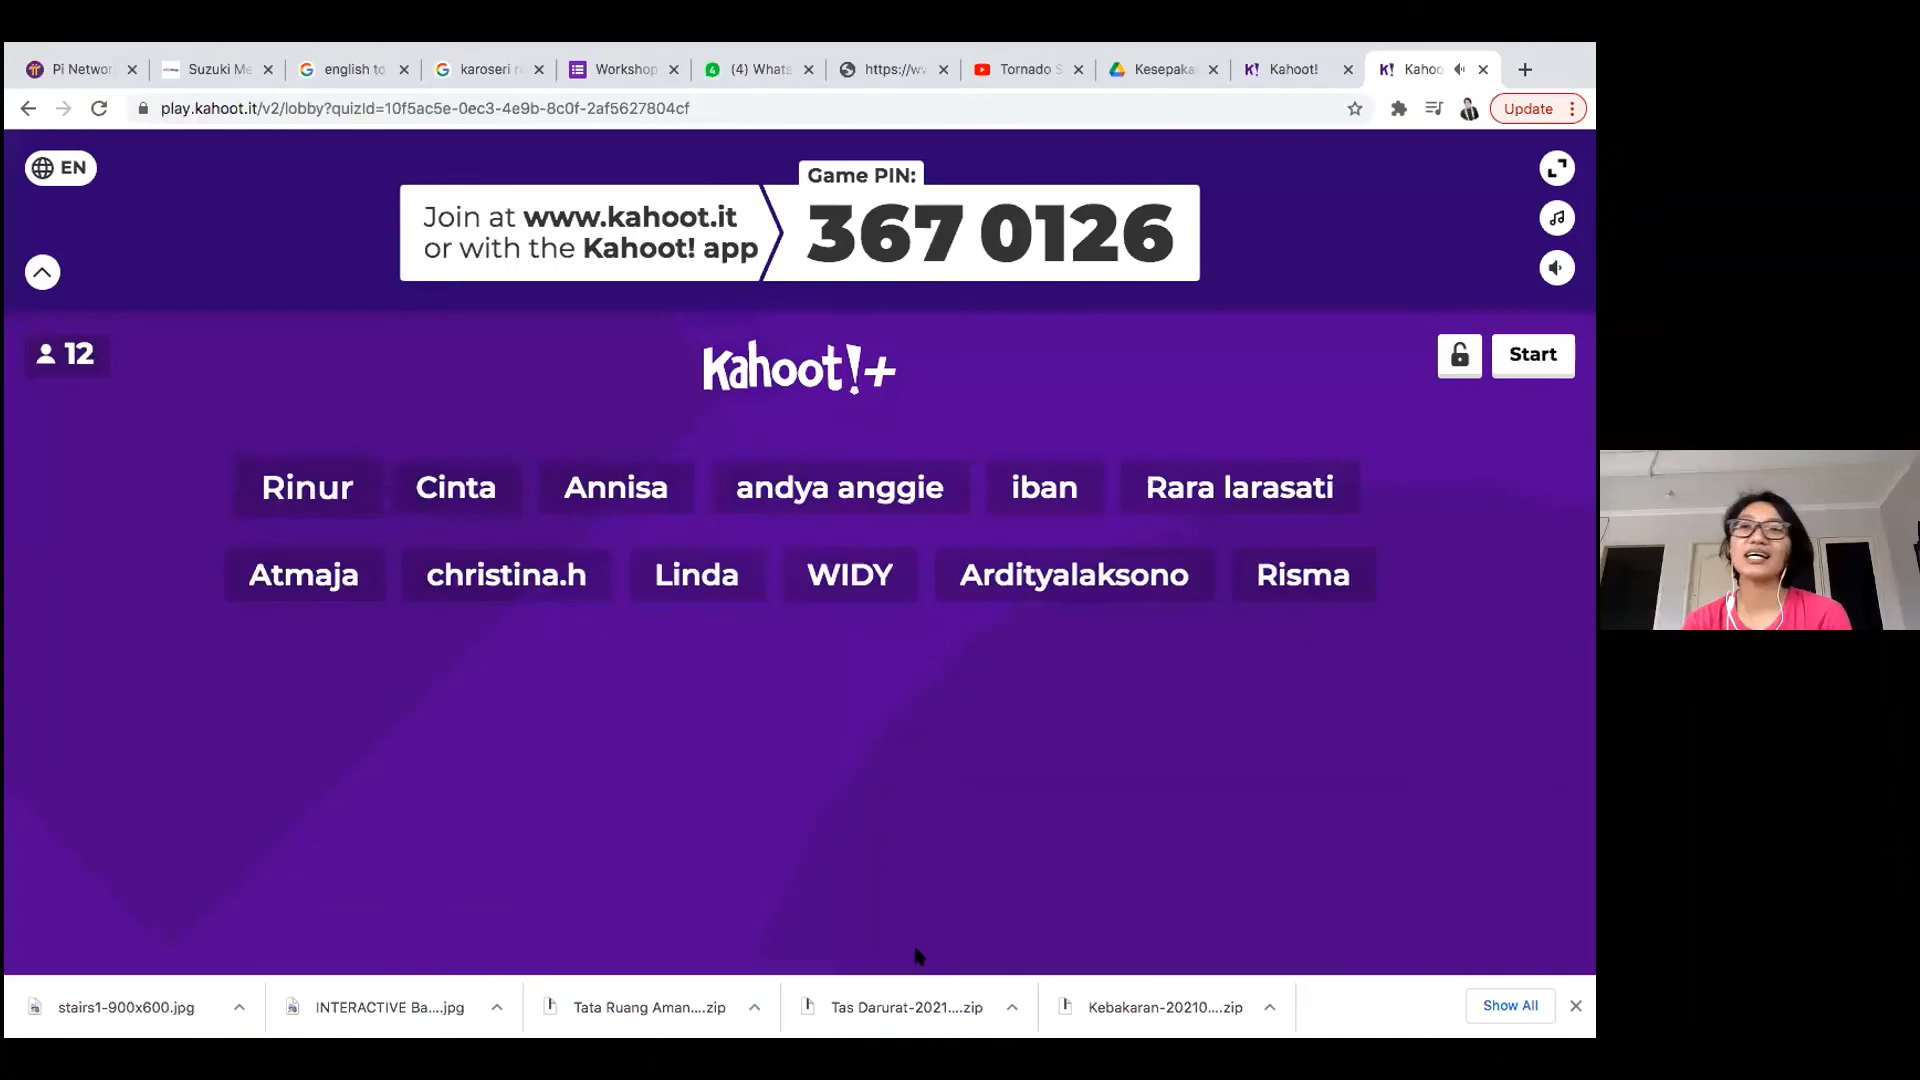 Pi Networ
Suzuki Me
english to
karoseri r
Workshop
(4) Whats
https://w
Tornado S
Kesepaka
Kahoot!
Kahoo
play.kahoot.it/v2/lobby?quizId=10f5ac5e-0ec3-4e9b-8c0f-2af5627804cf
Update
EN
Game PIN:
Join at www.kahoot.it
or with the Kahoot! app
367 0126
12
Kahoot!+
Start
Rinur Cinta Annisa andya anggie iban Rara larasati
Atmaja christina.h Linda WIDY Ardityalaksono Risma
stairs1-900x600.jpg
INTERACTIVE Ba....jpg
Tata Ruang Aman....zip
Tas Darurat-2021....zip
Kebakaran-20210....zip
Show All